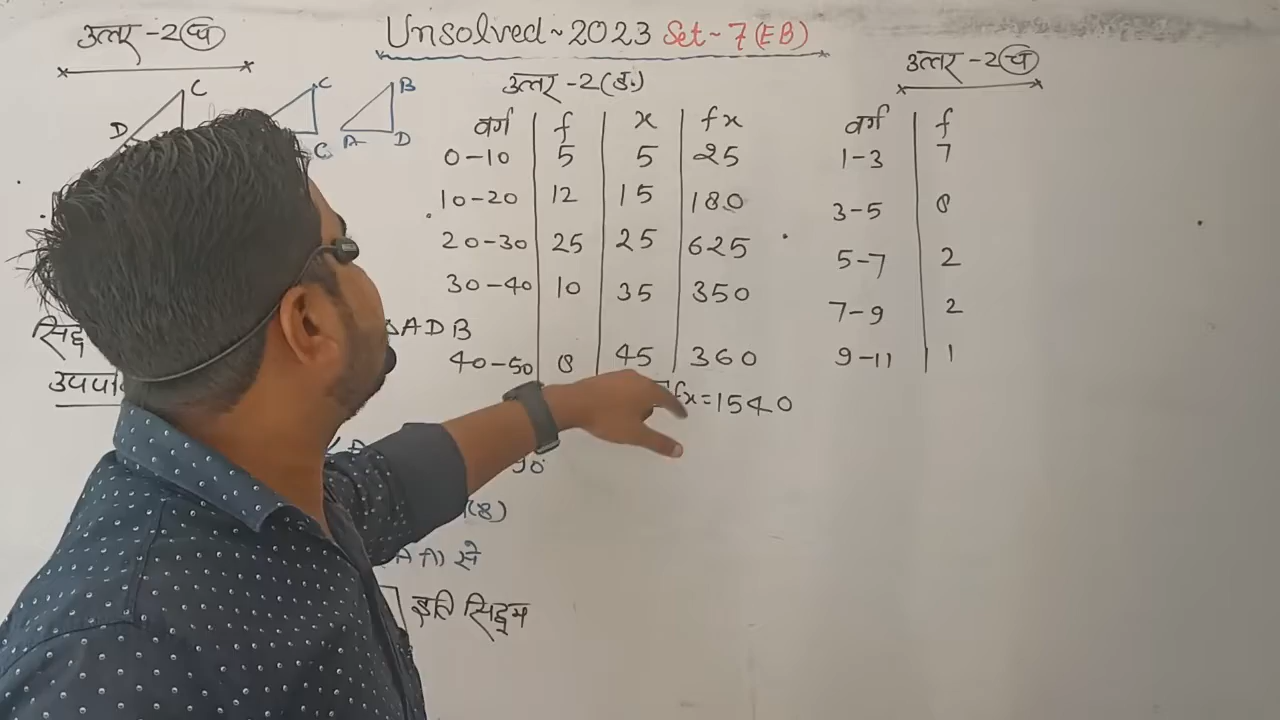 उत्तर-2 घ
Unsolved~2023 Set~7(EB)
उत्तर-2(ङ.)
उत्तर-2 च
C
D
C
C
B
A
D
वर्ग f x fx
0-10 5 5 25
10-20 12 15 180
20-30 25 25 625
30-40 10 35 350
40-50 8 45 360
fx=1540
वर्ग f
1-3 7
3-5 8
5-7 2
7-9 2
9-11 1
सिद्ध
ADB
90°
(8)
से
इति सिद्धम